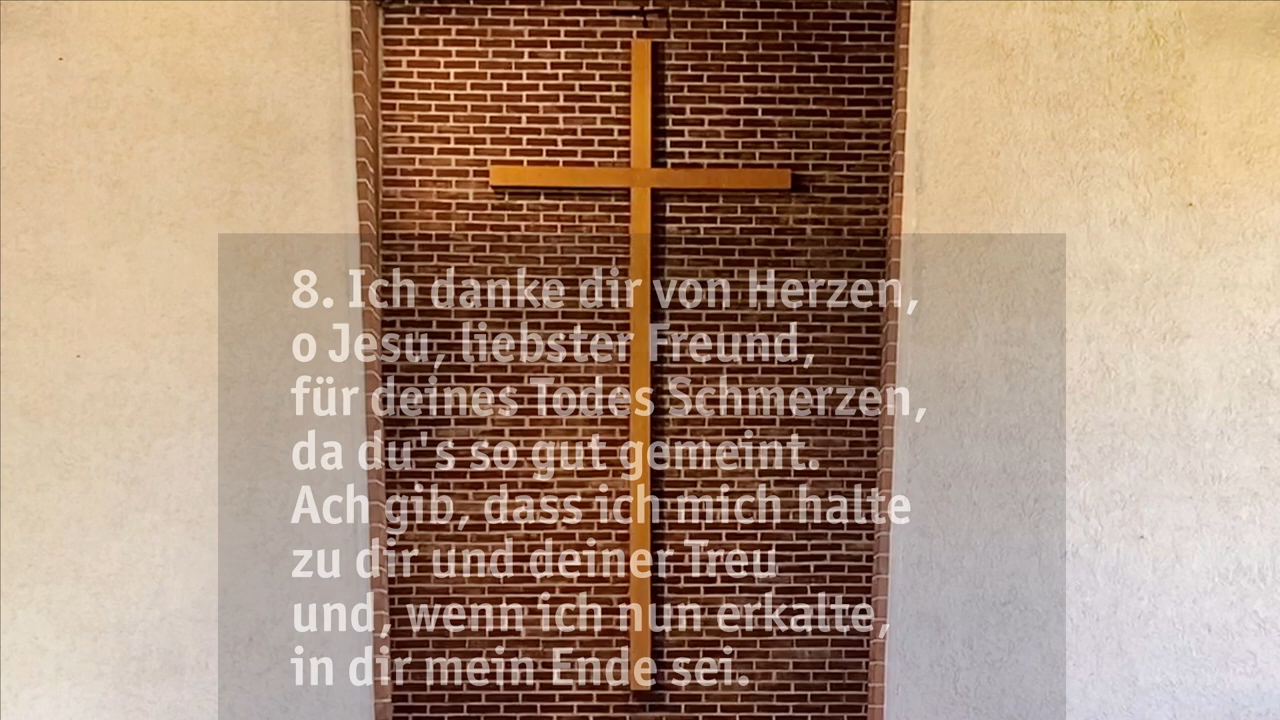 8. Ich danke dir von Herzen,
o Jesu, liebster Freund,
für deines Todes Schmerzen,
da du's so gut gemeint.
Ach gib, dass ich mich halte
zu dir und deiner Treu
und, wenn ich nun erkalte,
in dir mein Ende sei.